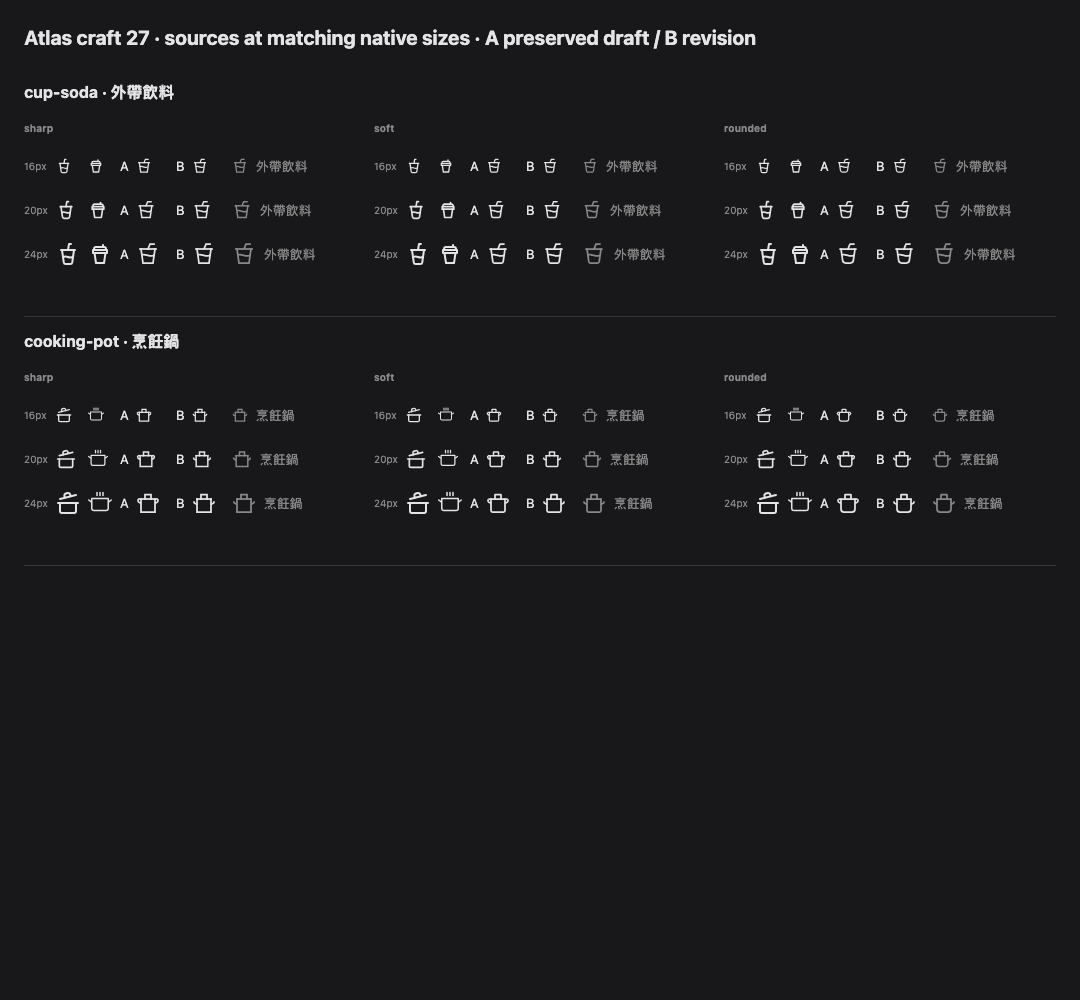 Atlas craft 27 · sources at matching native sizes · A preserved draft / B revision
cup-soda · 外帶飲料
sharp soft rounded
16px A B 外帶飲料 16px A B 外帶飲料 16px A B 外帶飲料
20px A B 外帶飲料 20px A B 外帶飲料 20px A B 外帶飲料
24px A B 外帶飲料 24px A B 外帶飲料 24px A B 外帶飲料
cooking-pot · 烹飪鍋
sharp soft rounded
16px A B 烹飪鍋 16px A B 烹飪鍋 16px A B 烹飪鍋
20px A B 烹飪鍋 20px A B 烹飪鍋 20px A B 烹飪鍋
24px A B 烹飪鍋 24px A B 烹飪鍋 24px A B 烹飪鍋